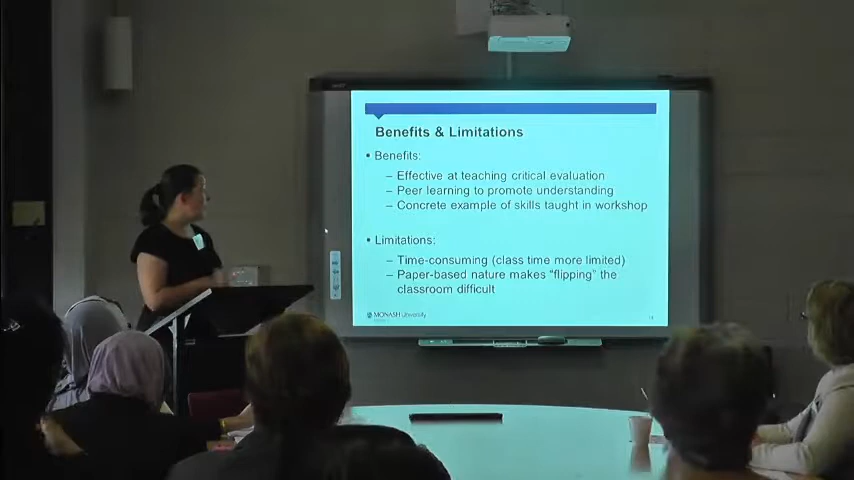 Benefits & Limitations
• Benefits:
– Effective at teaching critical evaluation
– Peer learning to promote understanding
– Concrete example of skills taught in workshop
• Limitations:
– Time-consuming (class time more limited)
– Paper-based nature makes "flipping" the
classroom difficult
MONASH University